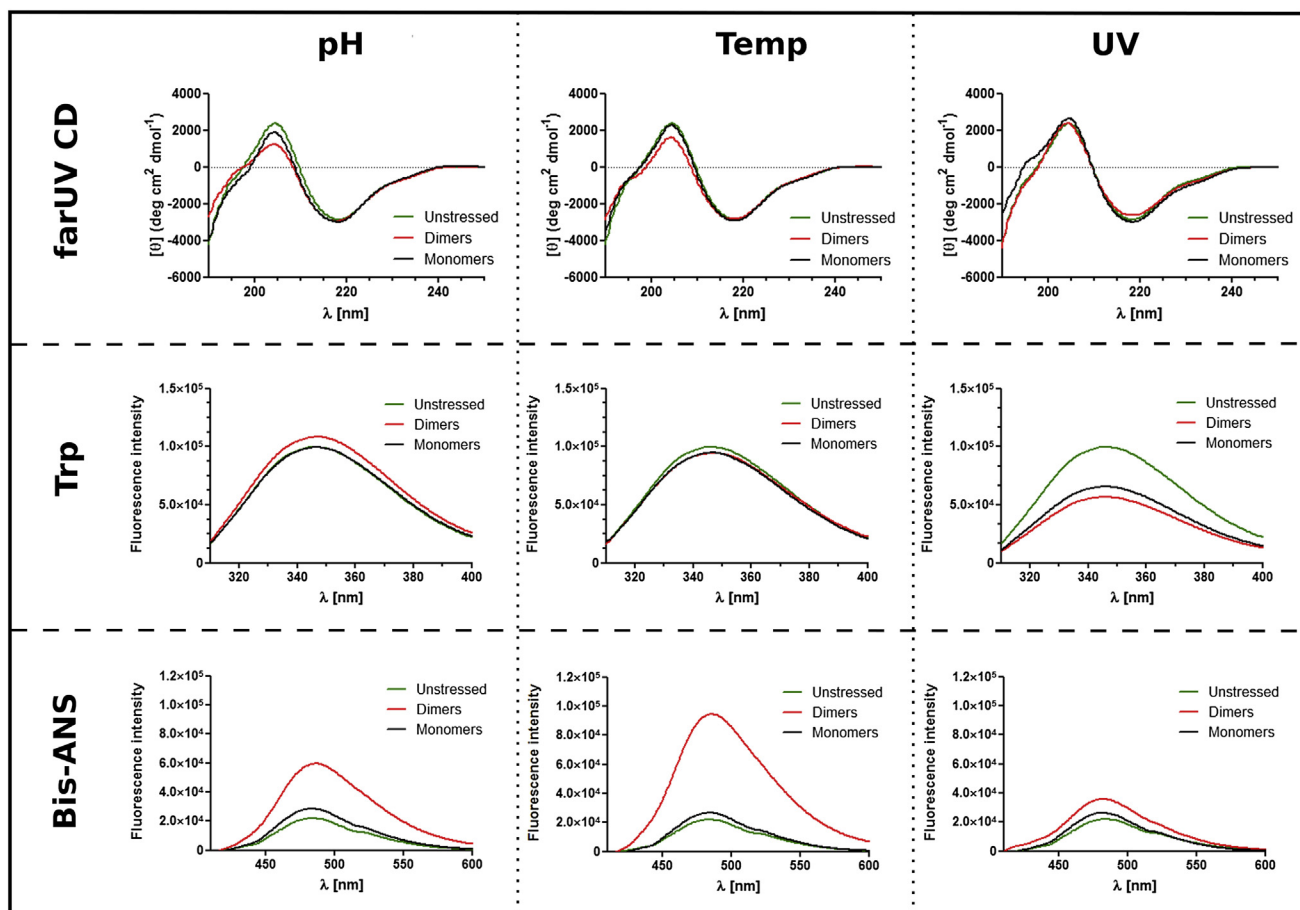 pH
Temp
UV
farUV CD
[θ] (deg cm² dmol⁻¹)
4000
2000
0
-2000
-4000
-6000
200
220
240
λ [nm]
Unstressed
Dimers
Monomers
[θ] (deg cm² dmol⁻¹)
4000
2000
0
-2000
-4000
-6000
200
220
240
λ [nm]
Unstressed
Dimers
Monomers
[θ] (deg cm² dmol⁻¹)
4000
2000
0
-2000
-4000
-6000
200
220
240
λ [nm]
Unstressed
Dimers
Monomers
Trp
Fluorescence intensity
1.5×10⁵
1.0×10⁵
5.0×10⁴
0
320
340
360
380
400
λ [nm]
Unstressed
Dimers
Monomers
Fluorescence intensity
1.5×10⁵
1.0×10⁵
5.0×10⁴
0
320
340
360
380
400
λ [nm]
Unstressed
Dimers
Monomers
Fluorescence intensity
1.5×10⁵
1.0×10⁵
5.0×10⁴
0
320
340
360
380
400
λ [nm]
Unstressed
Dimers
Monomers
Bis-ANS
Fluorescence intensity
1.2×10⁵
1.0×10⁵
8.0×10⁴
6.0×10⁴
4.0×10⁴
2.0×10⁴
0
450
500
550
600
λ [nm]
Unstressed
Dimers
Monomers
Fluorescence intensity
1.2×10⁵
1.0×10⁵
8.0×10⁴
6.0×10⁴
4.0×10⁴
2.0×10⁴
0
450
500
550
600
λ [nm]
Unstressed
Dimers
Monomers
Fluorescence intensity
1.2×10⁵
1.0×10⁵
8.0×10⁴
6.0×10⁴
4.0×10⁴
2.0×10⁴
0
450
500
550
600
λ [nm]
Unstressed
Dimers
Monomers